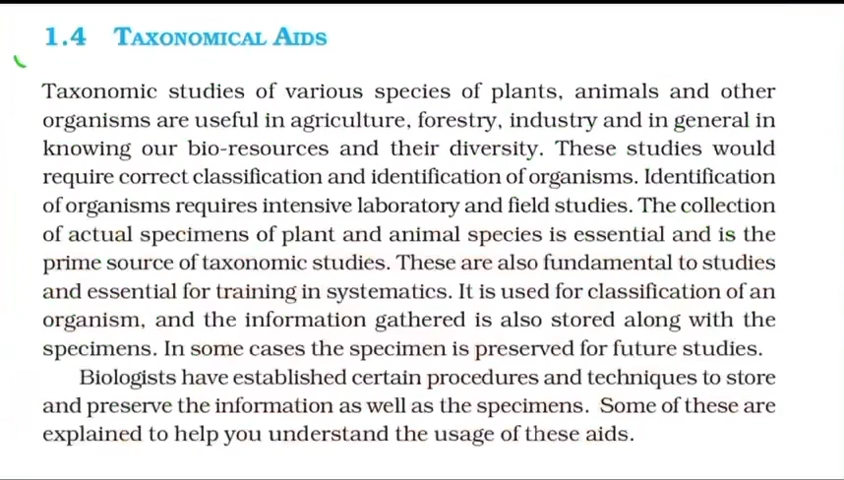 1.4 TAXONOMICAL AIDS
Taxonomic studies of various species of plants, animals and other
organisms are useful in agriculture, forestry, industry and in general in
knowing our bio-resources and their diversity. These studies would
require correct classification and identification of organisms. Identification
of organisms requires intensive laboratory and field studies. The collection
of actual specimens of plant and animal species is essential and is the
prime source of taxonomic studies. These are also fundamental to studies
and essential for training in systematics. It is used for classification of an
organism, and the information gathered is also stored along with the
specimens. In some cases the specimen is preserved for future studies.
Biologists have established certain procedures and techniques to store
and preserve the information as well as the specimens. Some of these are
explained to help you understand the usage of these aids.